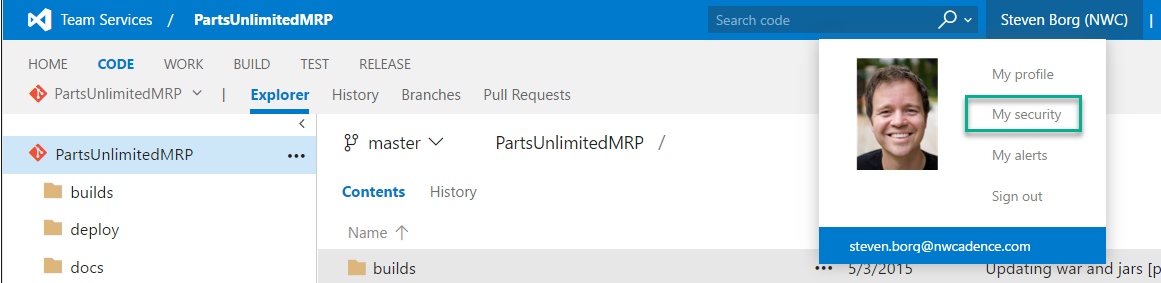 Team Services / PartsUnlimitedMRP Search code Steven Borg (NWC) |
HOME CODE WORK BUILD TEST RELEASE
PartsUnlimitedMRP | Explorer History Branches Pull Requests
My profile
My security
My alerts
Sign out
steven.borg@nwcadence.com
PartsUnlimitedMRP ...
builds
deploy
docs
master PartsUnlimitedMRP /
Contents History
Name ↑
builds ... 5/3/2015 Updating war and jars [p